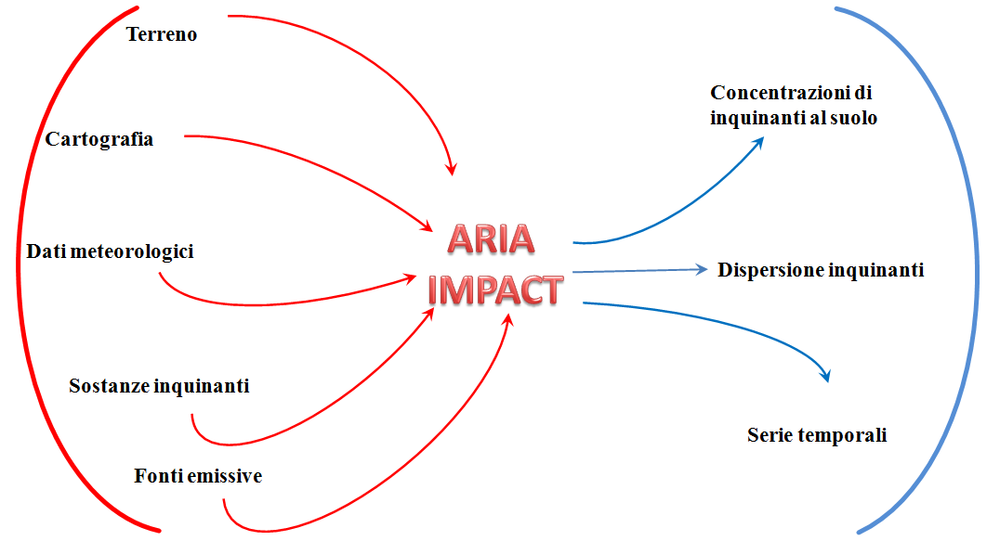 Terreno
Cartografia
Dati meteorologici
Sostanze inquinanti
Fonti emissive
ARIA
IMPACT
Concentrazioni di
inquinanti al suolo
Dispersione inquinanti
Serie temporali